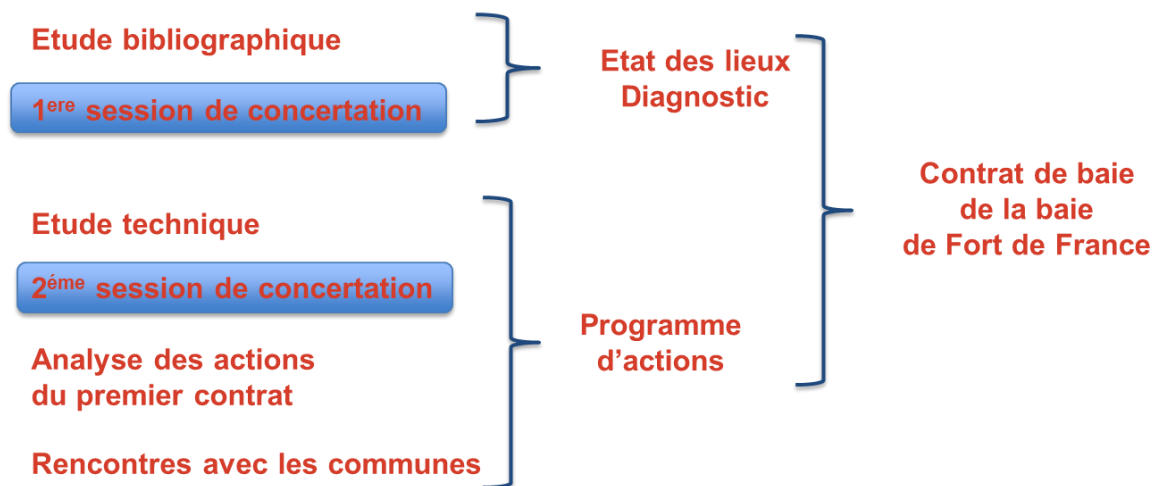 Etude bibliographique
1ere session de concertation
Etat des lieux
Diagnostic
Etude technique
2éme session de concertation
Analyse des actions
du premier contrat
Rencontres avec les communes
Programme
d’actions
Contrat de baie
de la baie
de Fort de France